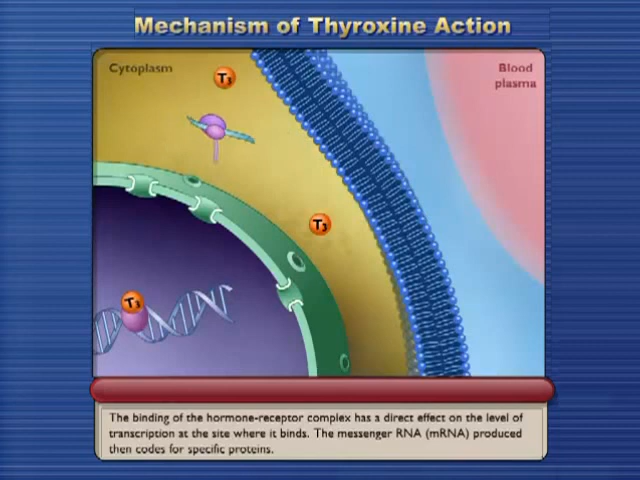 Mechanism of Thyroxine Action
Cytoplasm
T3
Blood
plasma
T3
T3
The binding of the hormone-receptor complex has a direct effect on the level of
transcription at the site where it binds. The messenger RNA (mRNA) produced
then codes for specific proteins.